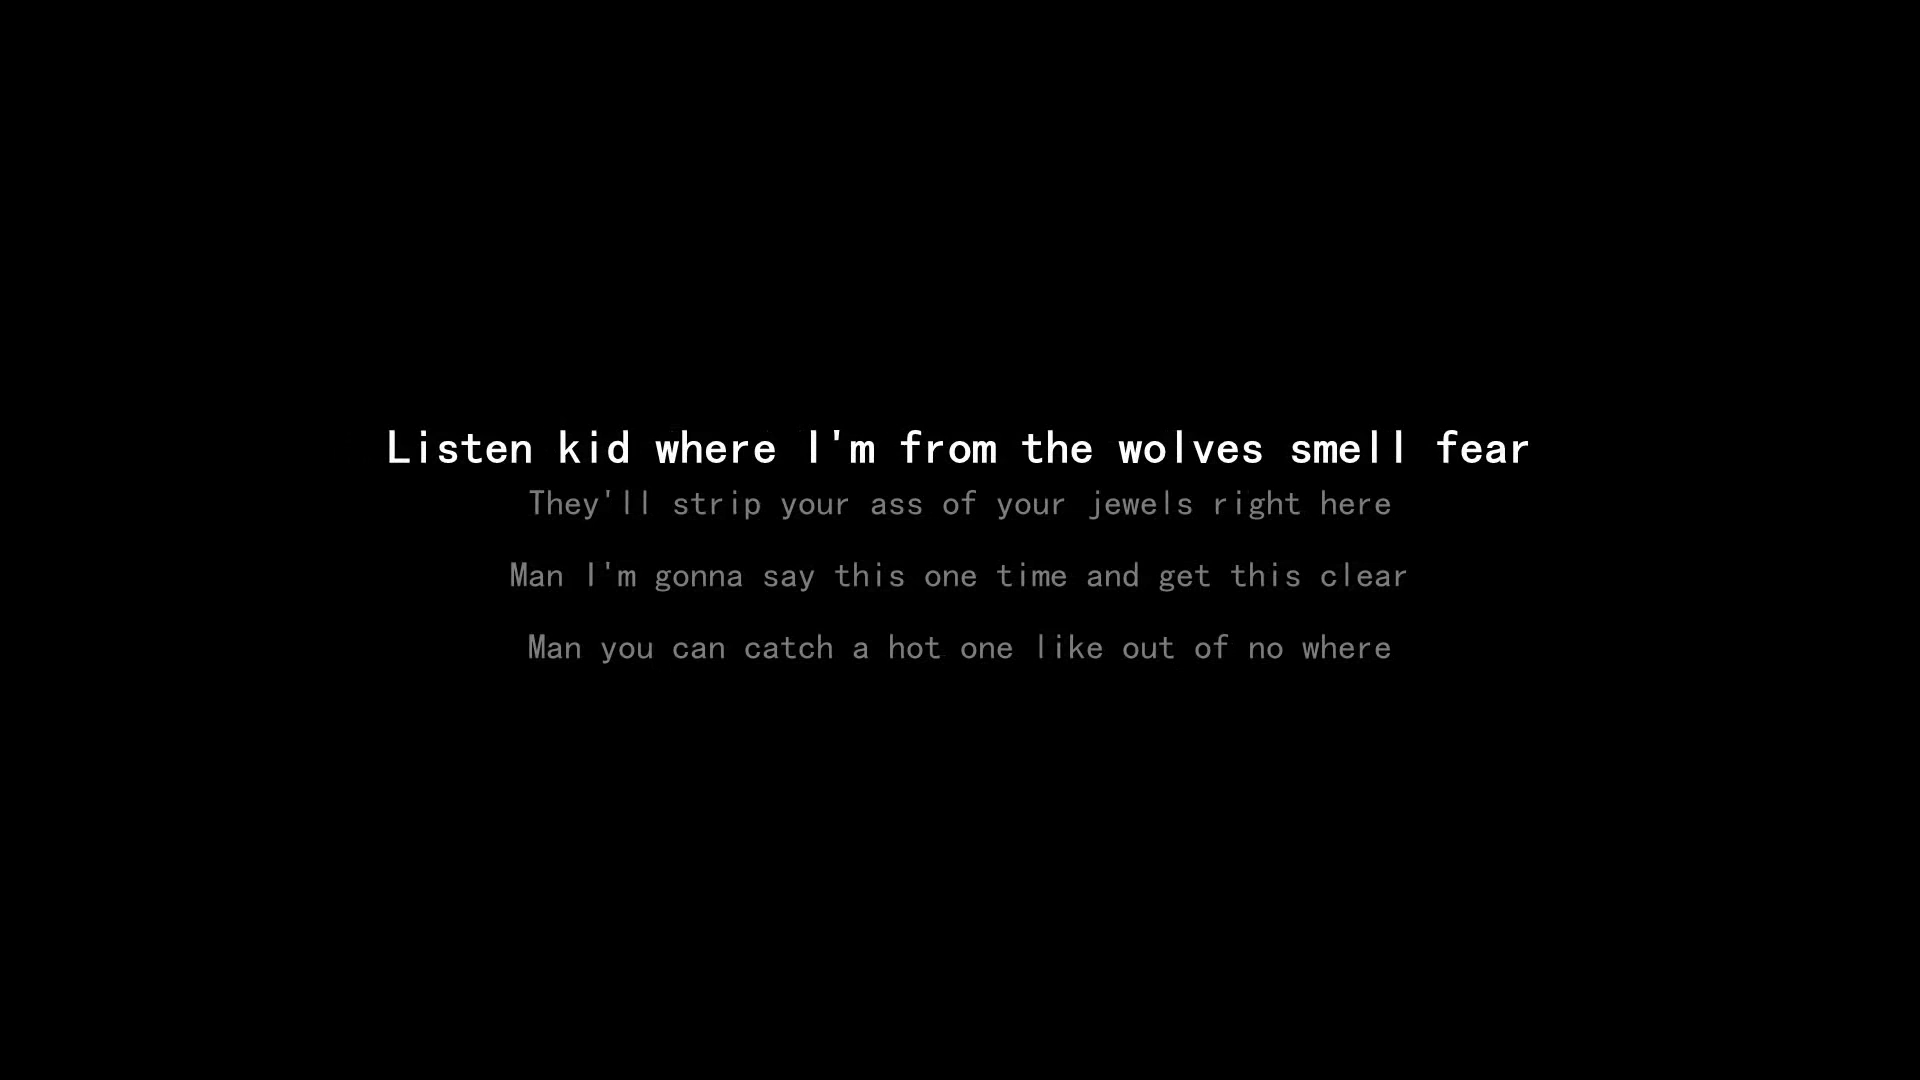 Listen kid where I'm from the wolves smell fear
They'll strip your ass of your jewels right here
Man I'm gonna say this one time and get this clear
Man you can catch a hot one like out of no where